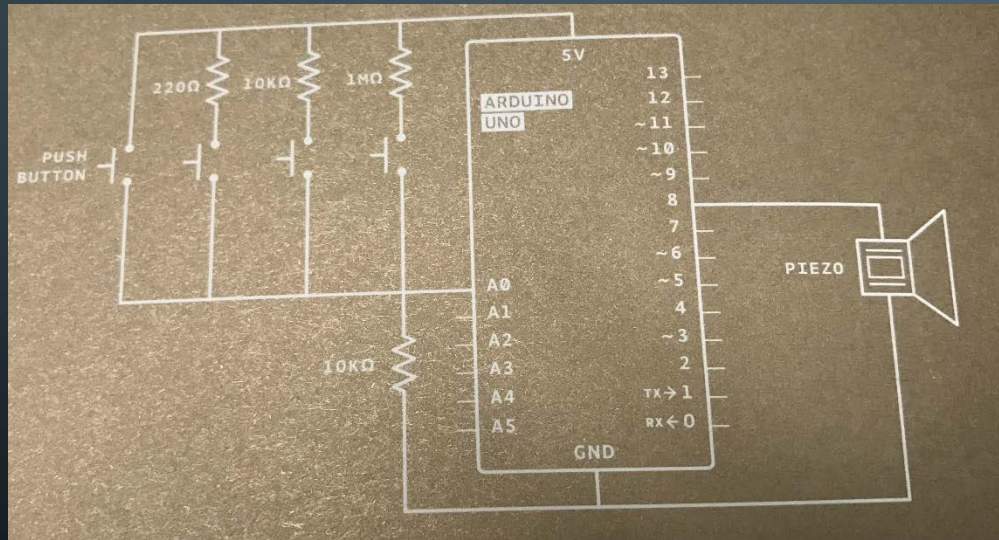 5V
ARDUINO
UNO
220Ω
10KΩ
1MΩ
PUSH
BUTTON
13
12
~11
~10
~9
8
7
~6
~5
4
~3
2
TX→1
RX←0
A0
A1
A2
A3
A4
A5
GND
10KΩ
PIEZO